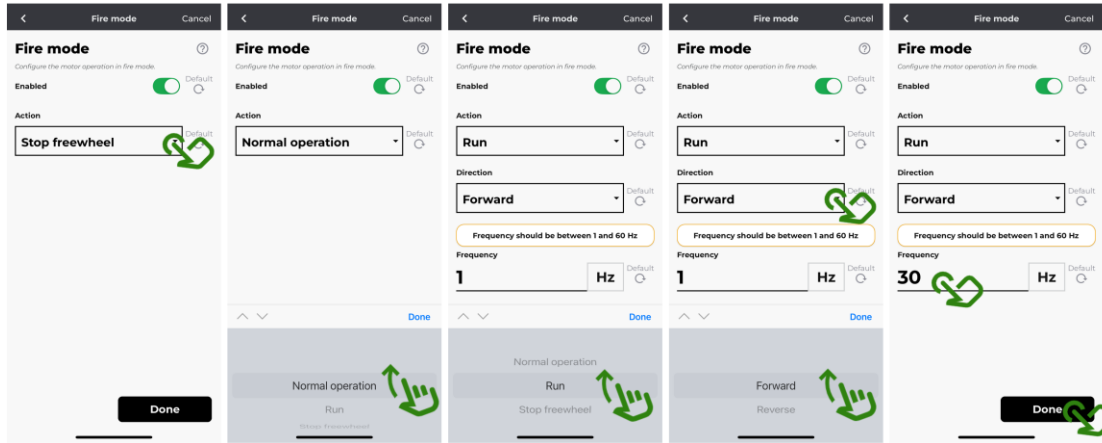 Fire mode Cancel
Fire mode
Configure the motor operation in fire mode.
Enabled Default
Action
Stop freewheel Default
Done
Fire mode Cancel
Fire mode
Configure the motor operation in fire mode.
Enabled Default
Action
Normal operation Default
Done
Normal operation
Run
Stop freewheel
Fire mode Cancel
Fire mode
Configure the motor operation in fire mode.
Enabled Default
Action
Run Default
Direction
Forward Default
Frequency should be between 1 and 60 Hz
Frequency
1 Hz Default
Done
Normal operation
Run
Stop freewheel
Fire mode Cancel
Fire mode
Configure the motor operation in fire mode.
Enabled Default
Action
Run Default
Direction
Forward Default
Frequency should be between 1 and 60 Hz
Frequency
1 Hz Default
Done
Forward
Reverse
Fire mode Cancel
Fire mode
Configure the motor operation in fire mode.
Enabled Default
Action
Run Default
Direction
Forward Default
Frequency should be between 1 and 60 Hz
Frequency
30 Hz Default
Done